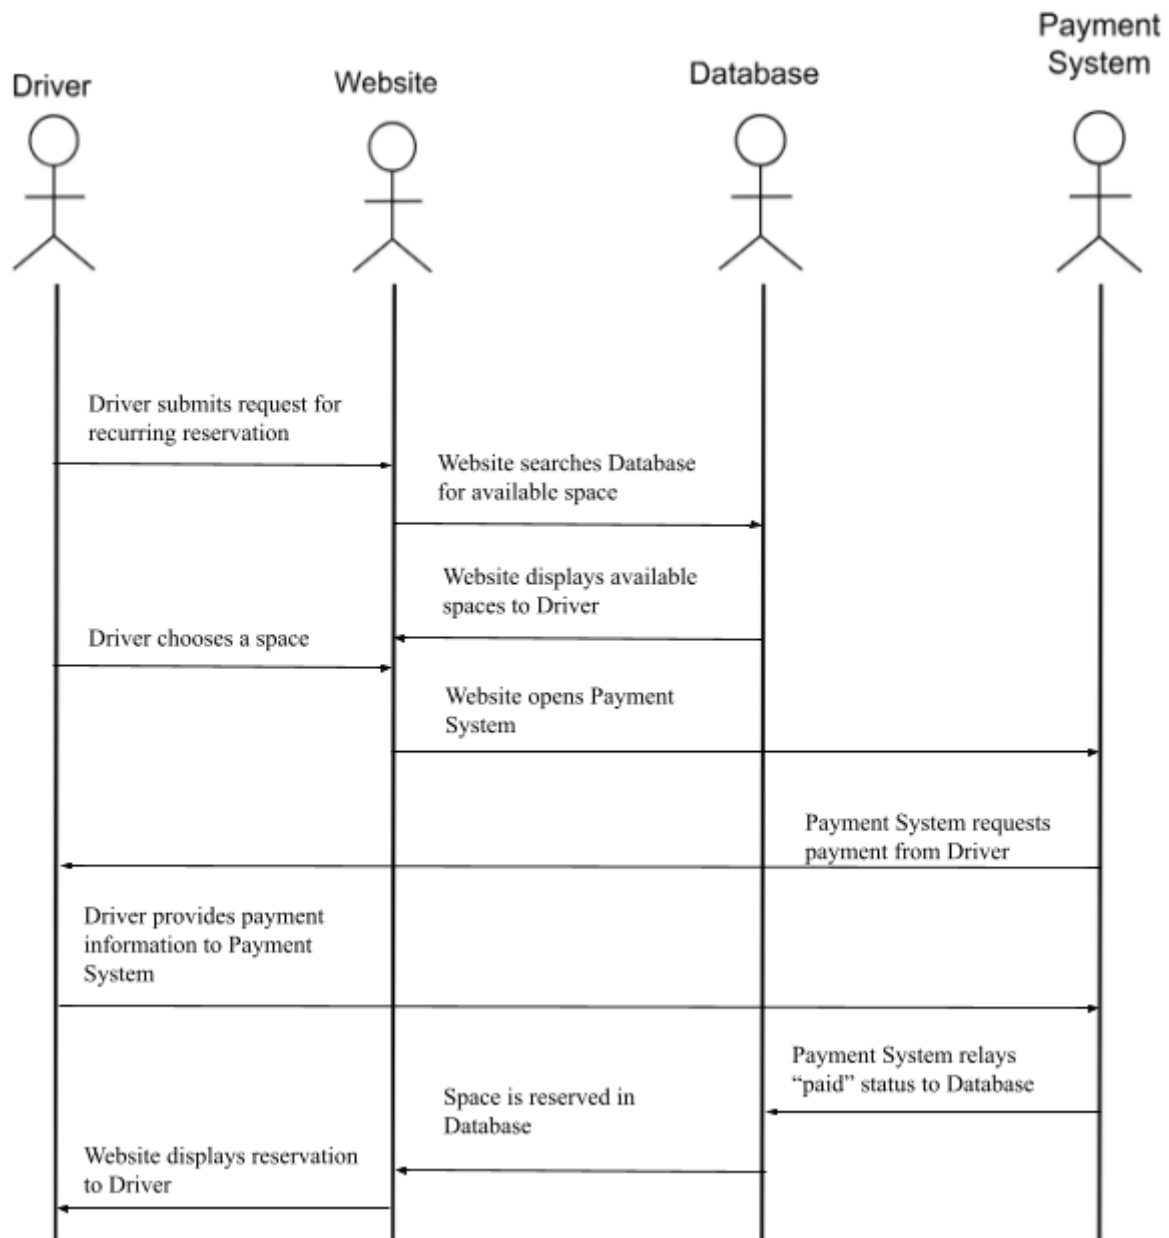 Payment
System
Driver
Website
Database
Driver submits request for
recurring reservation
Website searches Database
for available space
Website displays available
spaces to Driver
Driver chooses a space
Website opens Payment
System
Payment System requests
payment from Driver
Driver provides payment
information to Payment
System
Payment System relays
“paid” status to Database
Space is reserved in
Database
Website displays reservation
to Driver